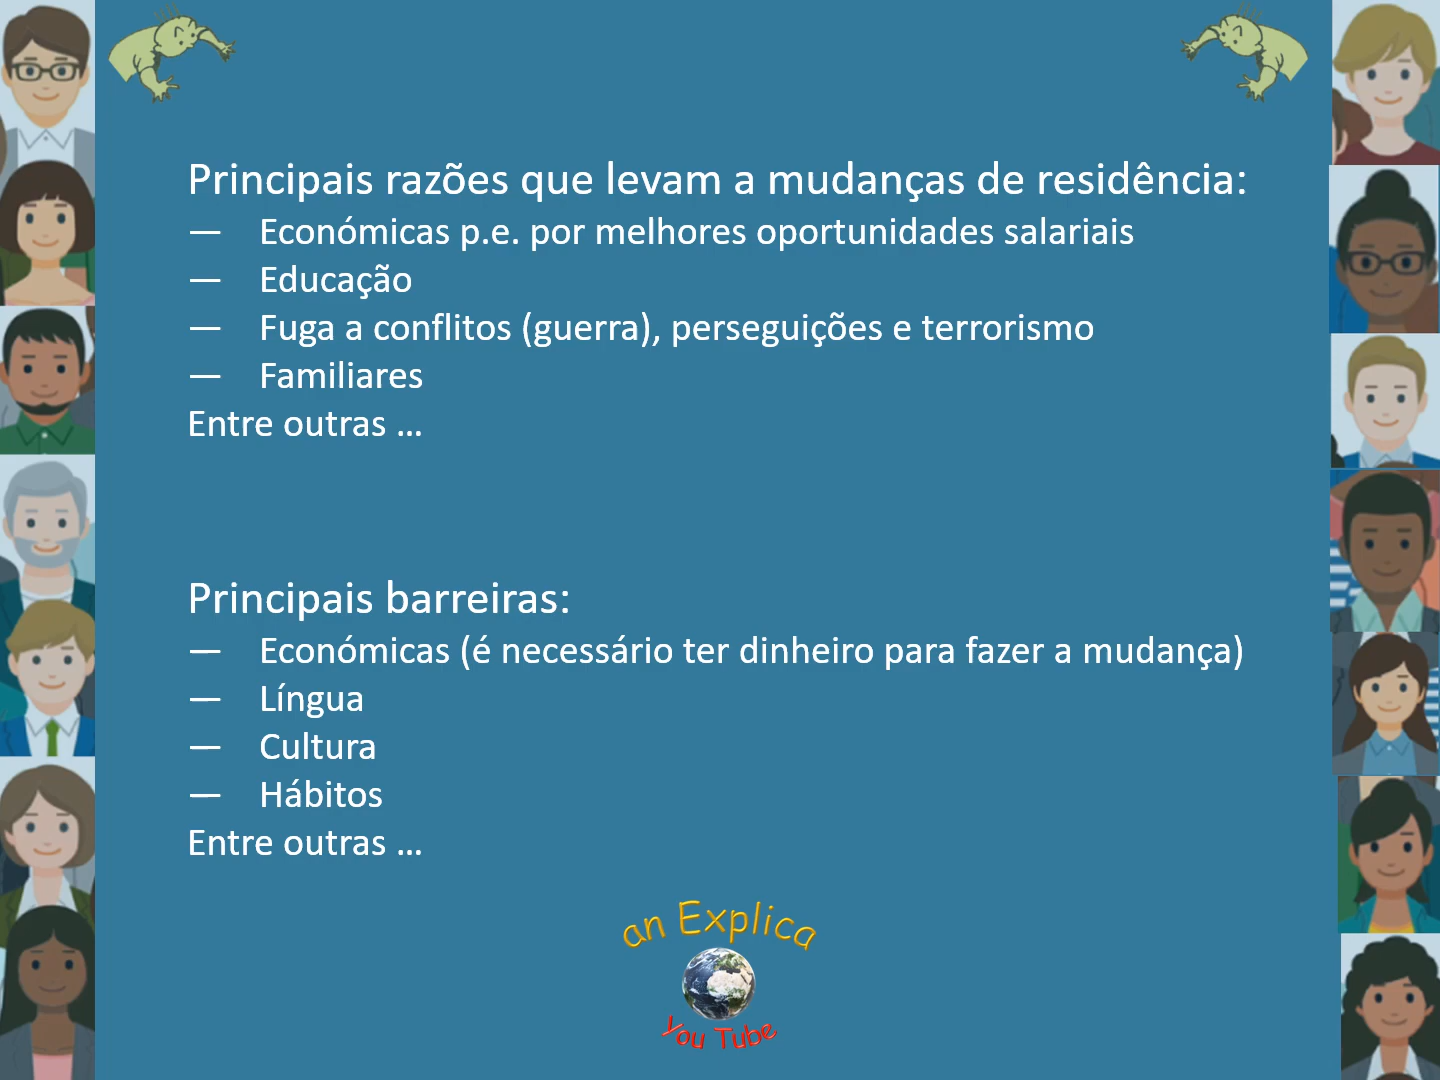 Principais razões que levam a mudanças de residência:
— Económicas p.e. por melhores oportunidades salariais
— Educação
— Fuga a conflitos (guerra), perseguições e terrorismo
— Familiares
Entre outras ...
Principais barreiras:
— Económicas (é necessário ter dinheiro para fazer a mudança)
— Língua
— Cultura
— Hábitos
Entre outras ...
an Explica
You Tube